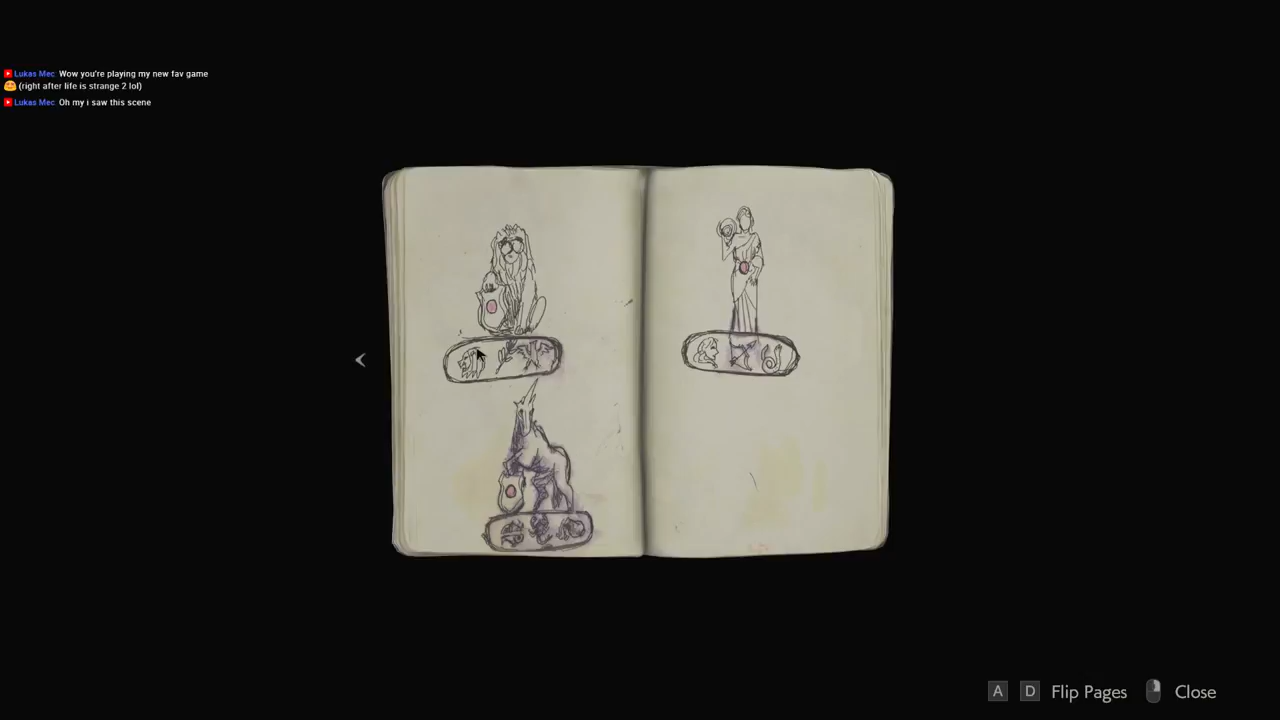 Lukas Mec Wow you're playing my new fav game
(right after life is strange 2 lol)
Lukas Mec Oh my i saw this scene
A D Flip Pages Close